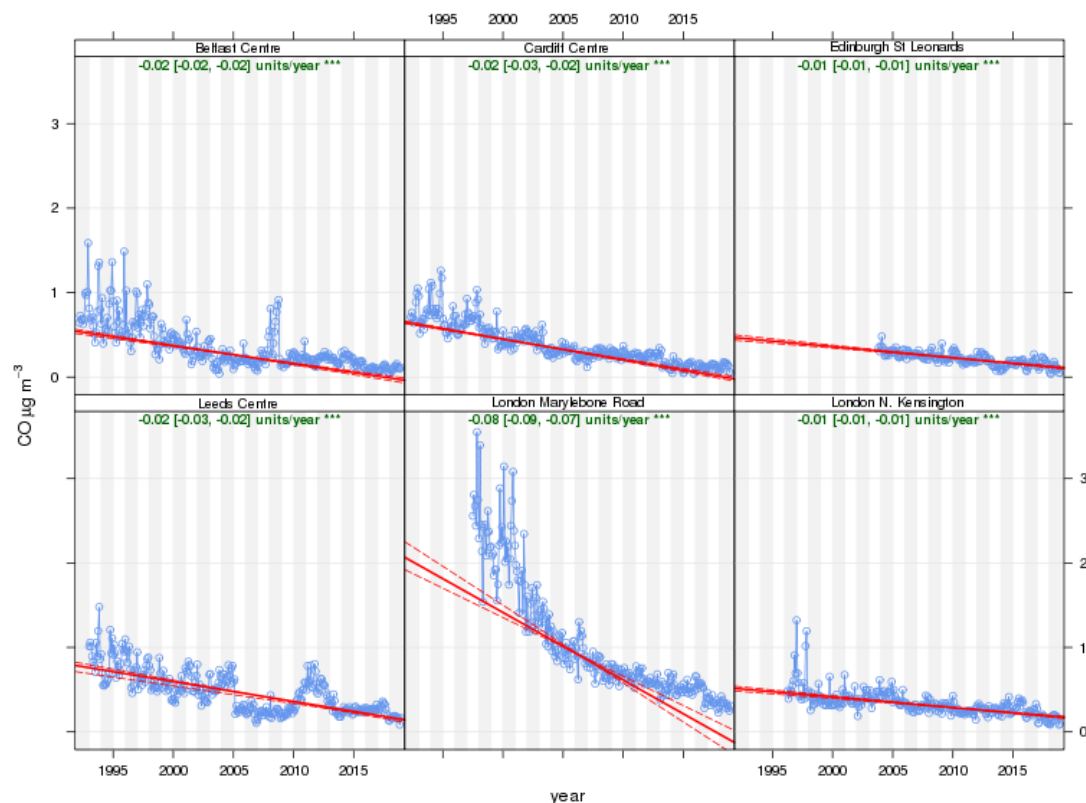 1995 2000 2005 2010 2015
Belfast Centre
Cardiff Centre
Edinburgh St Leonards
-0.02 [-0.02, -0.02] units/year ***
-0.02 [-0.03, -0.02] units/year ***
-0.01 [-0.01, -0.01] units/year ***
3
2
1
0
Leeds Centre
London Marylebone Road
London N. Kensington
-0.02 [-0.03, -0.02] units/year ***
-0.08 [-0.09, -0.07] units/year ***
-0.01 [-0.01, -0.01] units/year ***
3
2
1
0
CO µg m⁻³
1995 2000 2005 2010 2015
1995 2000 2005 2010 2015
year